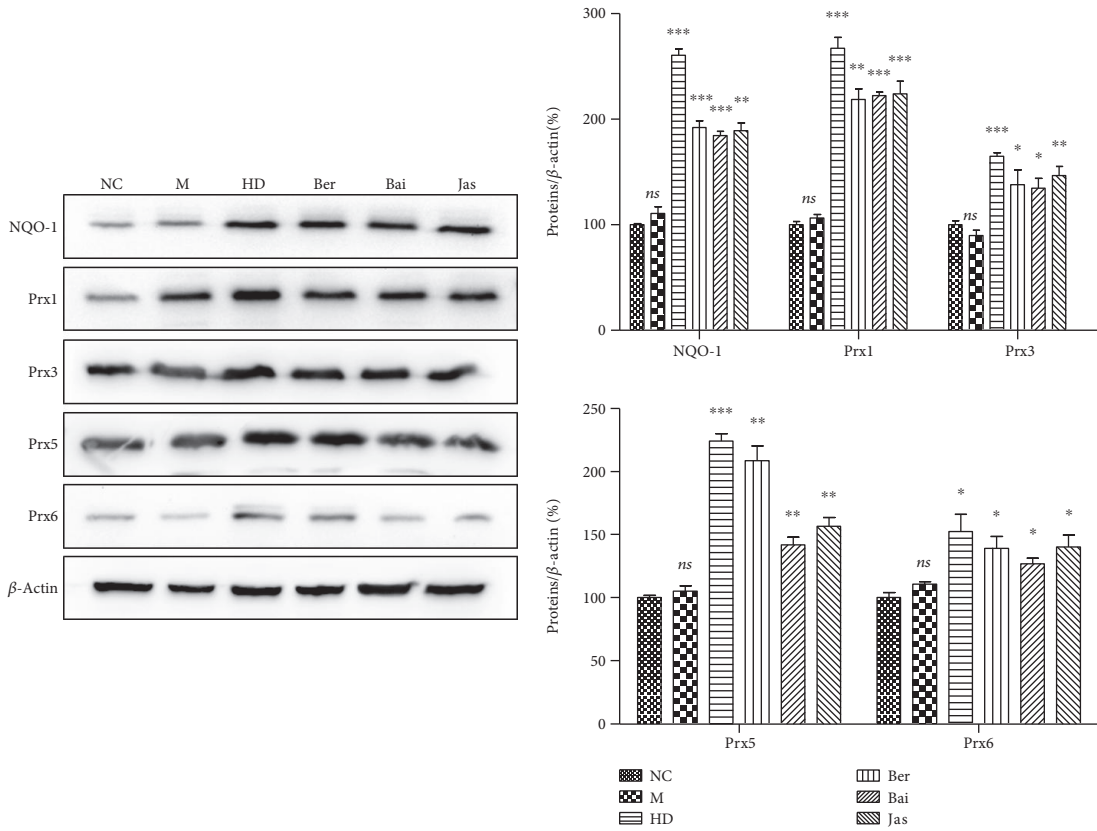 NC M HD Ber Bai Jas
NQO-1
Prx1
Prx3
Prx5
Prx6
β-Actin
Proteins/β-actin(%)
300
200
100
0
ns
***
***
***
**
ns
***
**
***
***
ns
***
*
*
**
NQO-1 Prx1 Prx3
Proteins/β-actin (%)
250
200
150
100
50
0
ns
***
**
**
**
ns
*
*
*
*
Prx5 Prx6
NC Ber
M Bai
HD Jas